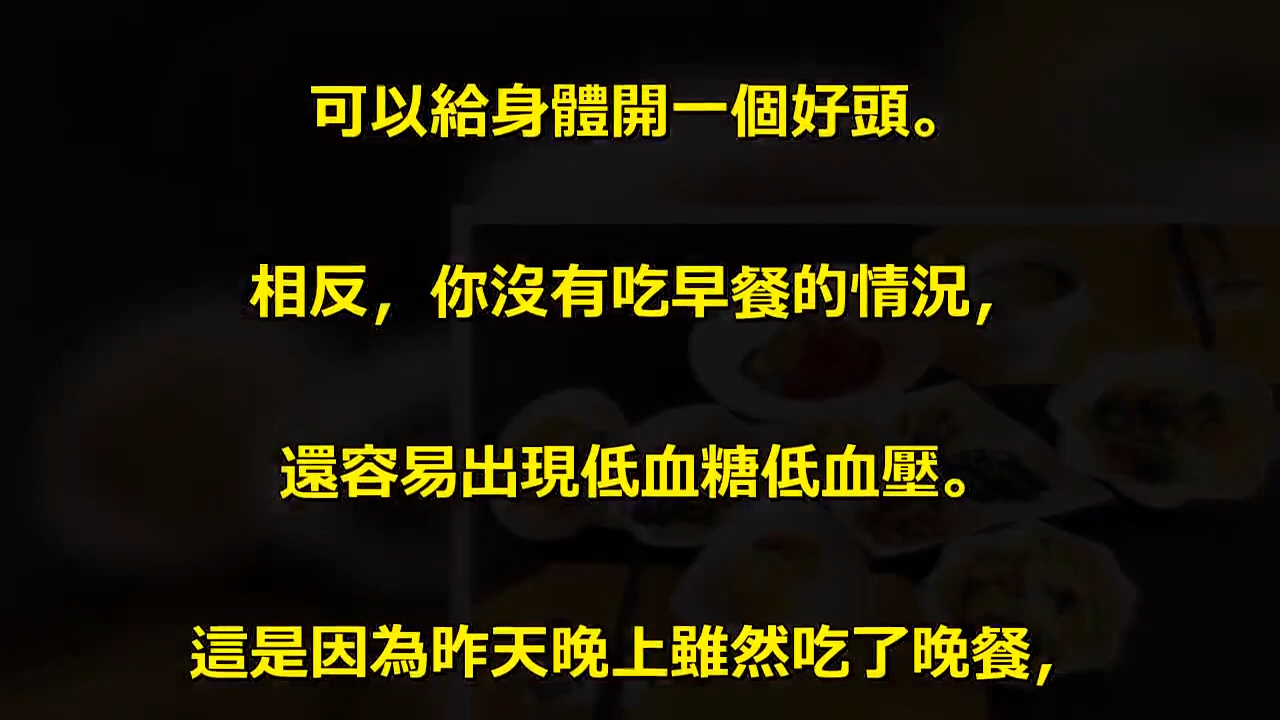 可以給身體開一個好頭。
相反，你沒有吃早餐的情況，
還容易出現低血糖低血壓。
這是因為昨天晚上雖然吃了晚餐，